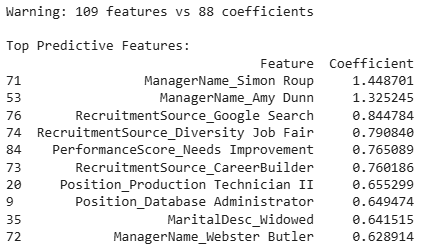 Warning: 109 features vs 88 coefficients
Top Predictive Features:
Feature Coefficient
71 ManagerName_Simon Roup 1.448701
53 ManagerName_Amy Dunn 1.325245
76 RecruitmentSource_Google Search 0.844784
74 RecruitmentSource_Diversity Job Fair 0.790840
84 PerformanceScore_Needs Improvement 0.765089
73 RecruitmentSource_CareerBuilder 0.760186
20 Position_Production Technician II 0.655299
9 Position_Database Administrator 0.649474
35 MaritalDesc_Widowed 0.641515
72 ManagerName_Webster Butler 0.628914